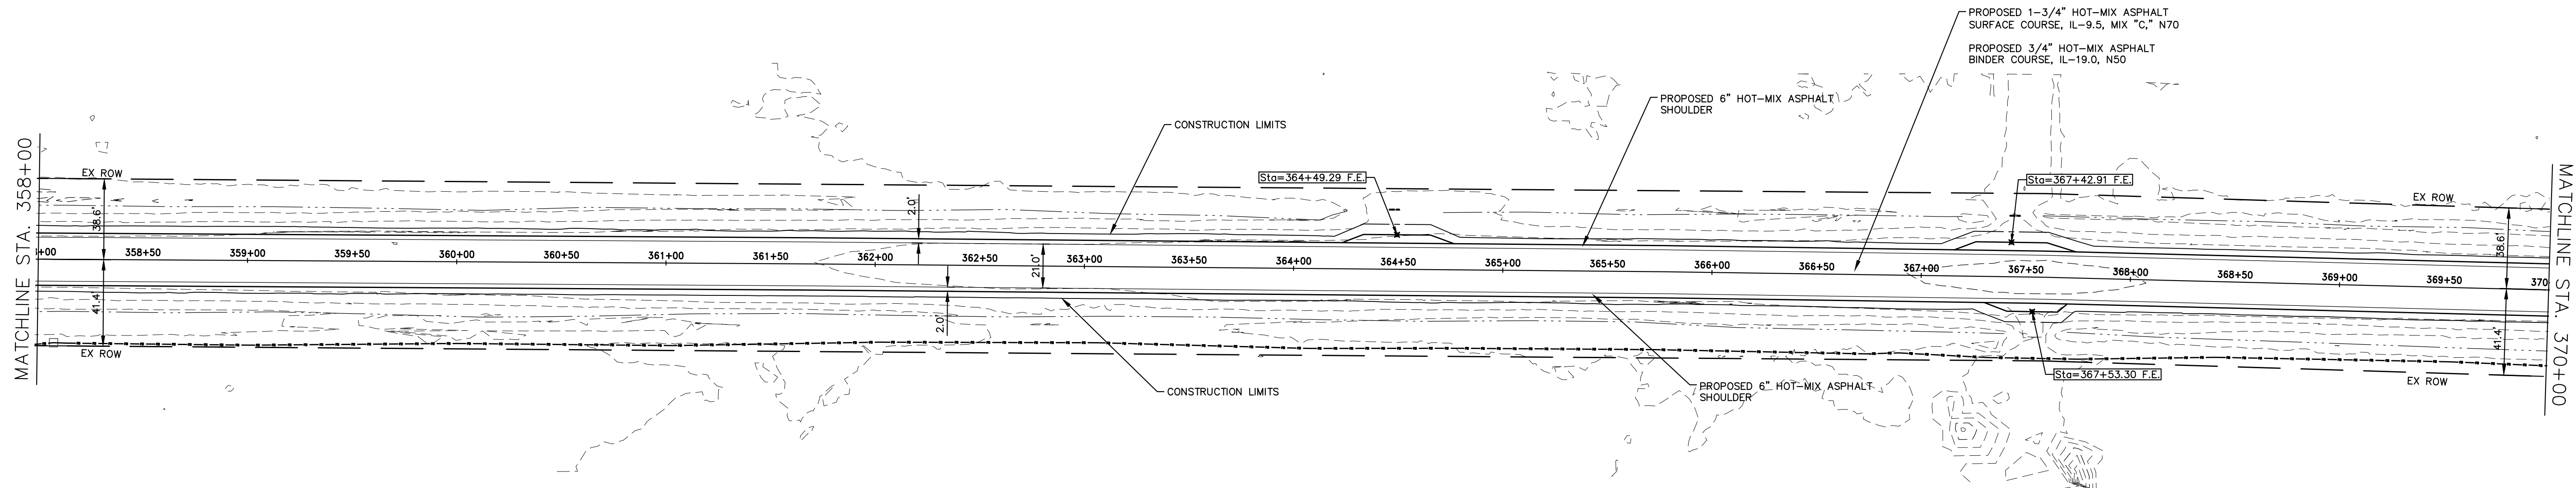 PROPOSED 1-3/4" HOT-MIX ASPHALT
SURFACE COURSE, IL-9.5, MIX "C," N70
PROPOSED 3/4" HOT-MIX ASPHALT
BINDER COURSE, IL-19.0, N50
PROPOSED 6" HOT-MIX ASPHALT
SHOULDER
CONSTRUCTION LIMITS
MATCHLINE STA. 358+00
EX ROW
Sta=364+49.29 F.E.
Sta=367+42.91 F.E.
EX ROW
MATCHLINE STA. 370+00
38.6'
2.0'
21.0'
38.6'
+00
358+50
359+00
359+50
360+00
360+50
361+00
361+50
362+00
362+50
363+00
363+50
364+00
364+50
365+00
365+50
366+00
366+50
367+00
367+50
368+00
368+50
369+00
369+50
370
41.4'
2.0'
41.4'
EX ROW
CONSTRUCTION LIMITS
PROPOSED 6" HOT-MIX ASPHALT
SHOULDER
Sta=367+53.30 F.E.
EX ROW